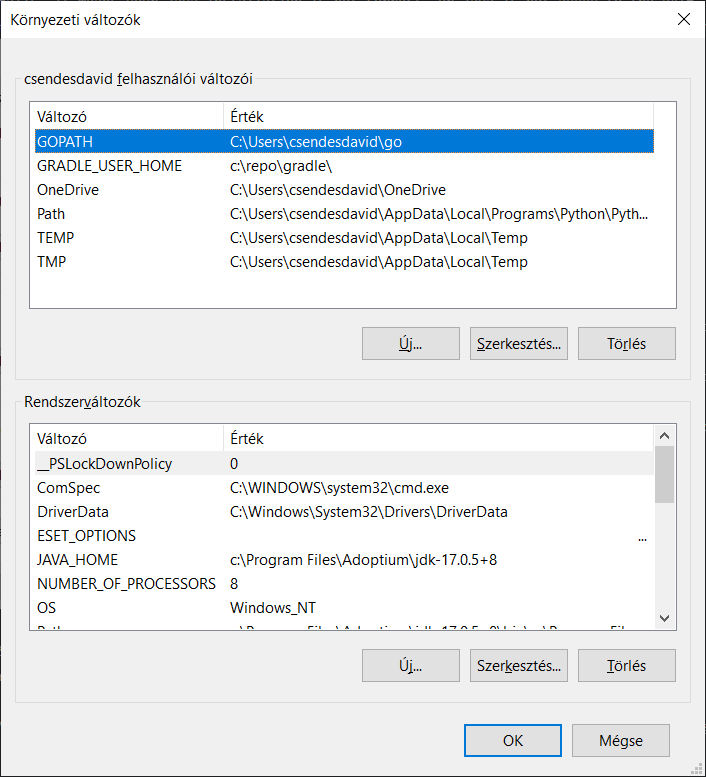 Környezeti változók
csendesdavid felhasználói változói
Változó Érték
GOPATH C:\Users\csendesdavid\go
GRADLE_USER_HOME c:\repo\gradle\
OneDrive C:\Users\csendesdavid\OneDrive
Path C:\Users\csendesdavid\AppData\Local\Programs\Python\Pyth...
TEMP C:\Users\csendesdavid\AppData\Local\Temp
TMP C:\Users\csendesdavid\AppData\Local\Temp
Új... Szerkesztés... Törlés
Rendszerváltozók
Változó Érték
__PSLockDownPolicy 0
ComSpec C:\WINDOWS\system32\cmd.exe
DriverData C:\Windows\System32\Drivers\DriverData
ESET_OPTIONS ...
JAVA_HOME c:\Program Files\Adoptium\jdk-17.0.5+8
NUMBER_OF_PROCESSORS 8
OS Windows_NT
Új... Szerkesztés... Törlés
OK Mégse